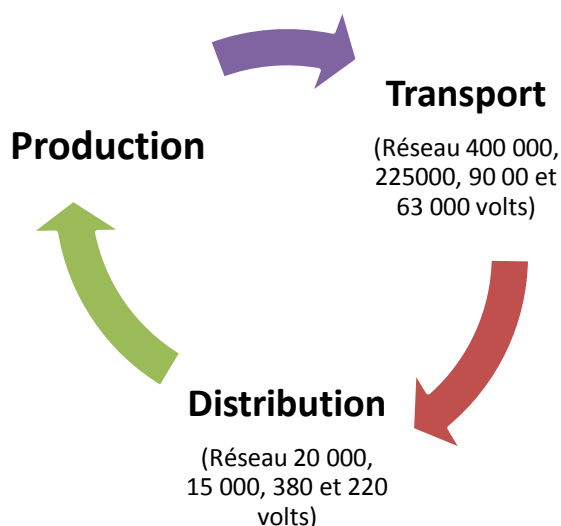 Production
Transport
(Réseau 400 000,
225000, 90 00 et
63 000 volts)
Distribution
(Réseau 20 000,
15 000, 380 et 220
volts)